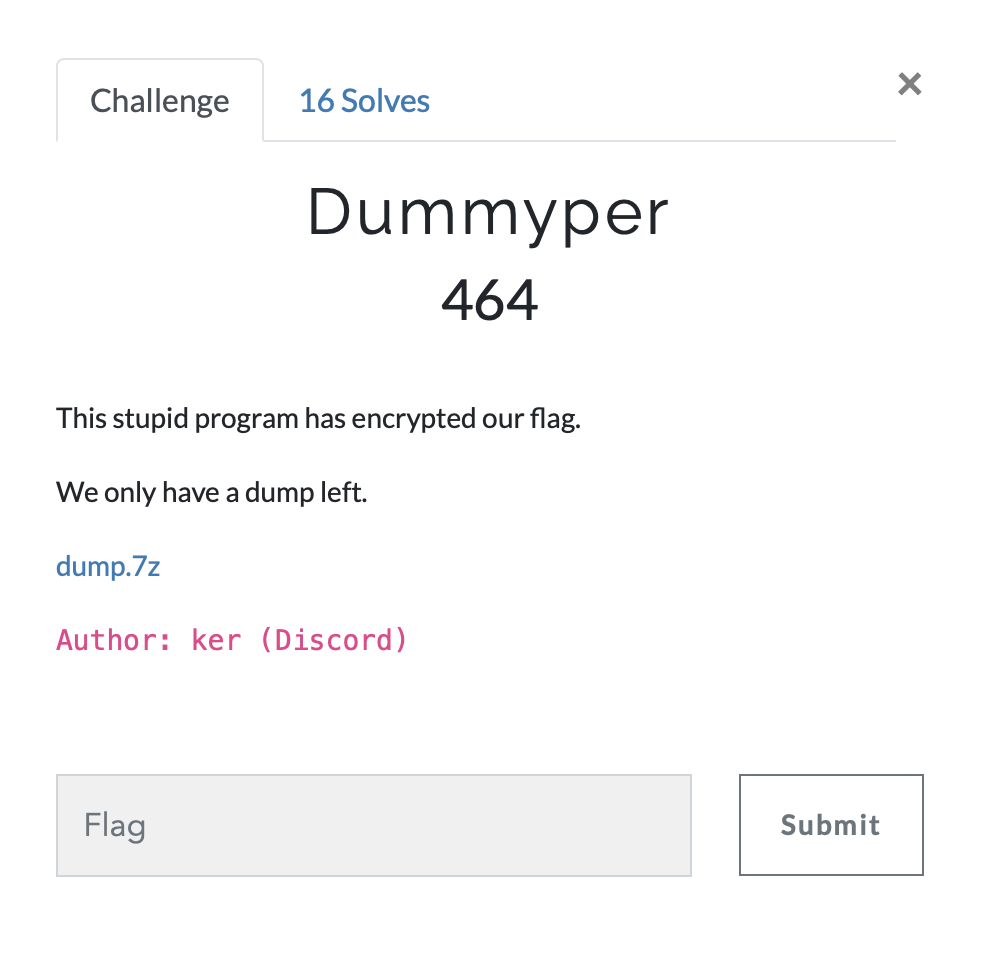 Challenge
16 Solves
×
Dummyper
464
This stupid program has encrypted our flag.
We only have a dump left.
dump.7z
Author: ker (Discord)
Flag
Submit